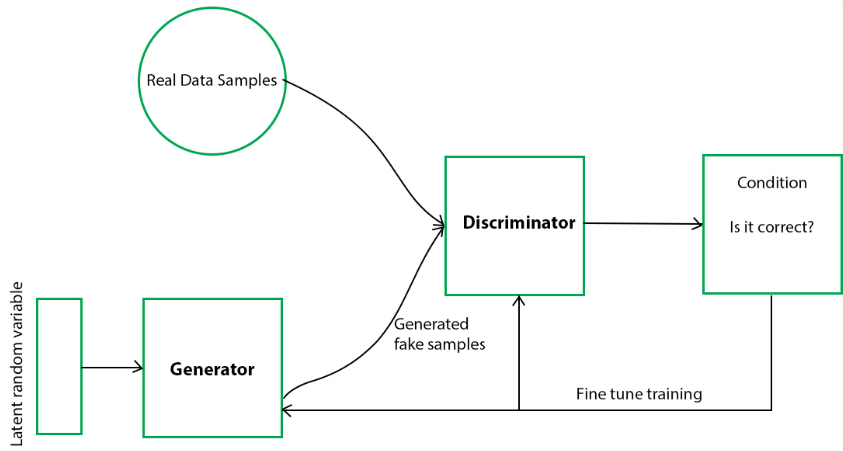 Real Data Samples
Condition
Is it correct?
Discriminator
Latent random variable
Generator
Generated
fake samples
Fine tune training